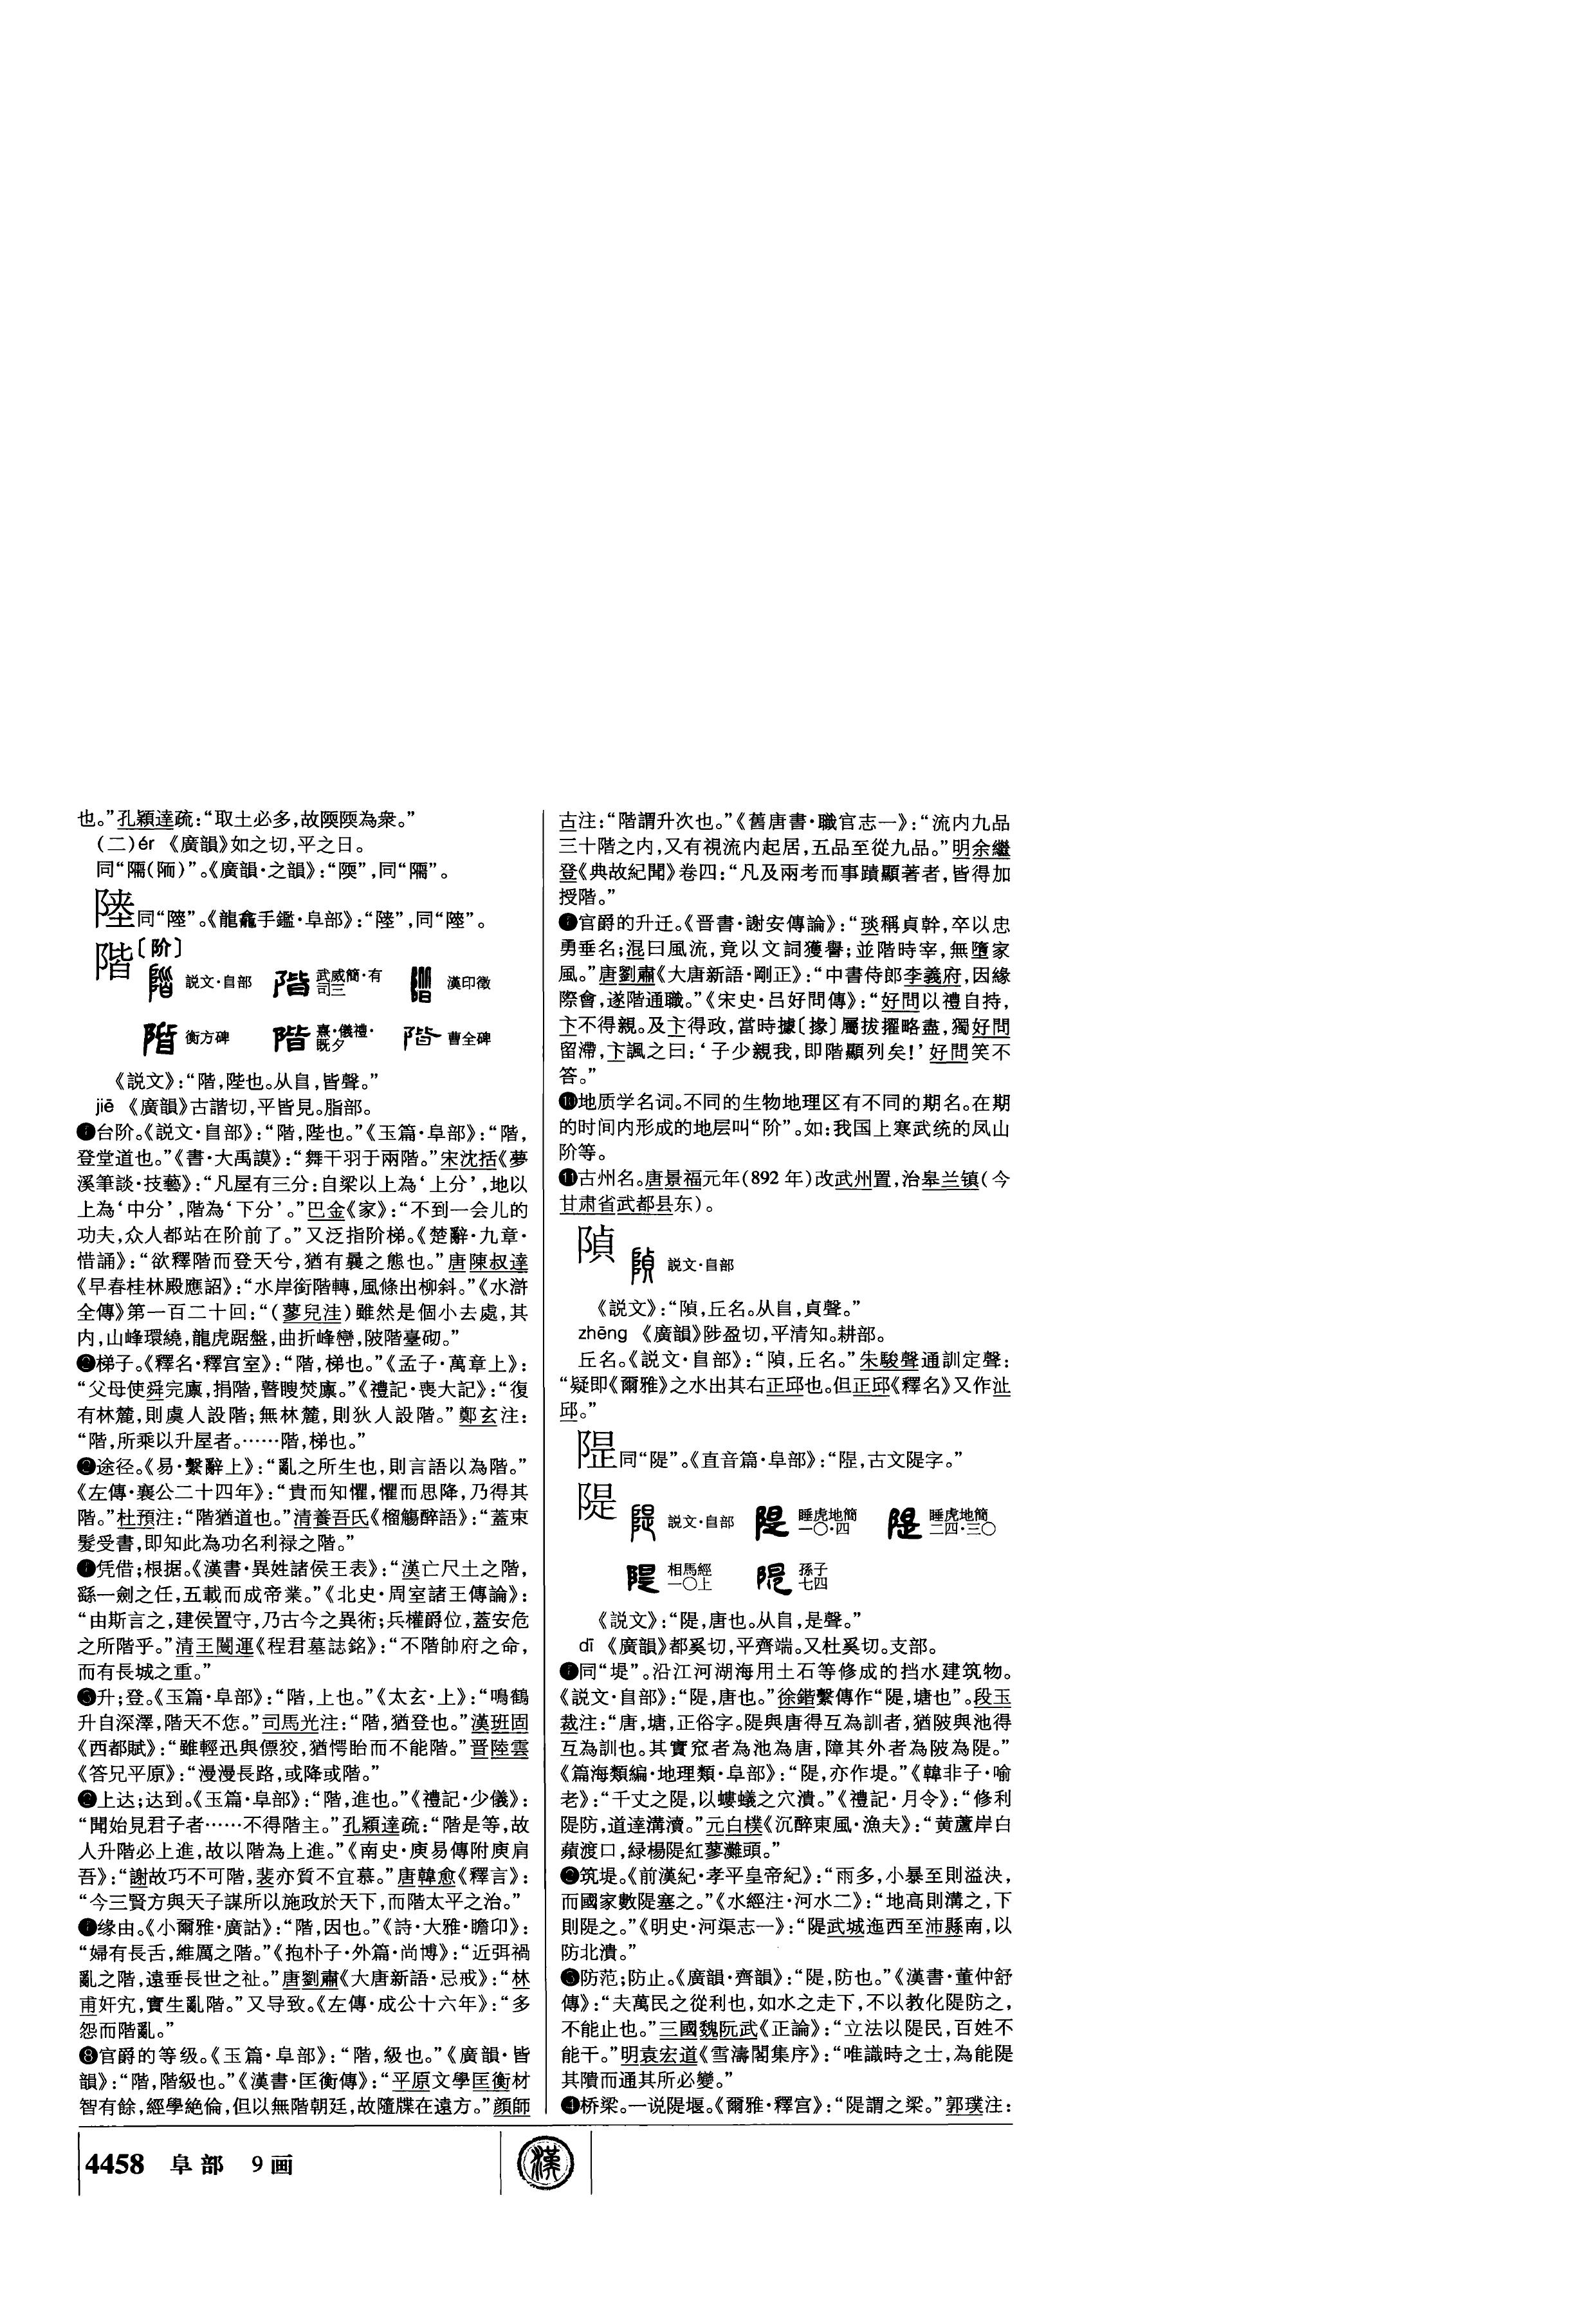 也。”孔穎達疏：“取土必多，故陾陾為衆。”
（二）ér 《廣韻》如之切，平之日。
同“隭（陑）”。《廣韻·之韻》：“陾”，同“隭”。
同“陸”。《龍龕手鑑·阜部》：“陸”，同“陸”。
階〔阶〕
説文·𨸏部 武威簡·有司三 漢印徵
衡方碑 熹·儀禮·既夕 曹全碑
《説文》：“階，陛也。从𨸏，皆聲。”
jiē 《廣韻》古諧切，平皆見。脂部。
❶台阶。《説文·𨸏部》：“階，陛也。”《玉篇·阜部》：“階，
登堂道也。”《書·大禹謨》：“舞干羽于兩階。”宋沈括《夢
溪筆談·技藝》：“凡屋有三分：自梁以上為‘上分’，地以
上為‘中分’，階為‘下分’。”巴金《家》：“不到一会儿的
功夫，众人都站在阶前了。”又泛指阶梯。《楚辭·九章·
惜誦》：“欲釋階而登天兮，猶有曩之態也。”唐陳叔達
《早春桂林殿應詔》：“水岸銜階轉，風條出柳斜。”《水滸
全傳》第一百二十回：“（蓼兒洼）雖然是個小去處，其
内，山峰環繞，龍虎踞盤，曲折峰巒，陂階臺砌。”
❷梯子。《釋名·釋宫室》：“階，梯也。”《孟子·萬章上》：
“父母使舜完廩，捐階，瞽瞍焚廩。”《禮記·喪大記》：“復
有林麓，則虞人設階；無林麓，則狄人設階。”鄭玄注：
“階，所乘以升屋者。……階，梯也。”
❸途径。《易·繫辭上》：“亂之所生也，則言語以為階。”
《左傳·襄公二十四年》：“貴而知懼，懼而思降，乃得其
階。”杜預注：“階猶道也。”清養吾氏《榴觴醉語》：“蓋束
髮受書，即知此為功名利禄之階。”
❹凭借；根据。《漢書·異姓諸侯王表》：“漢亡尺土之階，
繇一劍之任，五載而成帝業。”《北史·周室諸王傳論》：
“由斯言之，建侯置守，乃古今之異術；兵權爵位，蓋安危
之所階乎。”清王闓運《程君墓誌銘》：“不階帥府之命，
而有長城之重。”
❺升；登。《玉篇·阜部》：“階，上也。”《太玄·上》：“鳴鶴
升自深澤，階天不㤰。”司馬光注：“階，猶登也。”漢班固
《西都賦》：“雖輕迅與僄狡，猶愕眙而不能階。”晋陸雲
《答兄平原》：“漫漫長路，或降或階。”
❻上达；达到。《玉篇·阜部》：“階，進也。”《禮記·少儀》：
“聞始見君子者……不得階主。”孔穎達疏：“階是等，故
人升階必上進，故以階為上進。”《南史·庾易傳附庾肩
吾》：“謝故巧不可階，裴亦質不宜慕。”唐韓愈《釋言》：
“今三賢方與天子謀所以施政於天下，而階太平之治。”
❼缘由。《小爾雅·廣詁》：“階，因也。”《詩·大雅·瞻卬》：
“婦有長舌，維厲之階。”《抱朴子·外篇·尚博》：“近弭禍
亂之階，遠垂長世之祉。”唐劉肅《大唐新語·忌戒》：“林
甫奸宄，實生亂階。”又导致。《左傳·成公十六年》：“多
怨而階亂。”
❽官爵的等级。《玉篇·阜部》：“階，級也。”《廣韻·皆
韻》：“階，階級也。”《漢書·匡衡傳》：“平原文學匡衡材
智有餘，經學絶倫，但以無階朝廷，故隨牒在遠方。”顔師
古注：“階謂升次也。”《舊唐書·職官志一》：“流内九品
三十階之内，又有視流内起居，五品至從九品。”明余繼
登《典故紀聞》卷四：“凡及兩考而事蹟顯著者，皆得加
授階。”
❾官爵的升迁。《晋書·謝安傳論》：“琰稱貞幹，卒以忠
勇垂名；混曰風流，竟以文詞獲譽；並階時宰，無墮家
風。”唐劉肅《大唐新語·剛正》：“中書侍郎李義府，因緣
際會，遂階通職。”《宋史·吕好問傳》：“好問以禮自持，
卞不得親。及卞得政，當時據〔掾〕屬拔擢略盡，獨好問
留滯，卞諷之曰：‘子少親我，即階顯列矣！’好問笑不
答。”
❿地质学名词。不同的生物地理区有不同的期名。在期
的时间内形成的地层叫“阶”。如：我国上寒武统的凤山
阶等。
⓫古州名。唐景福元年（892 年）改武州置，治皋兰镇（今
甘肃省武都县东）。
隕 説文·𨸏部
《説文》：“隕，丘名。从𨸏，貞聲。”
zhēng 《廣韻》陟盈切，平清知。耕部。
丘名。《説文·𨸏部》：“隕，丘名。”朱駿聲通訓定聲：
“疑即《爾雅》之水出其右正邱也。但正邱《釋名》又作沚
邱。”
同“隄”。《直音篇·阜部》：“𨺙，古文隄字。”
隄 説文·𨸏部 睡虎地簡一〇·四 睡虎地簡二四·三〇
相馬經一〇上 孫子七四
《説文》：“隄，唐也。从𨸏，是聲。”
dī 《廣韻》都奚切，平齊端。又杜奚切。支部。
❶同“堤”。沿江河湖海用土石等修成的挡水建筑物。
《説文·𨸏部》：“隄，唐也。”徐鍇繫傳作“隄，塘也”。段玉
裁注：“唐，塘，正俗字。隄與唐得互為訓者，猶陂與池得
互為訓也。其實窊者為池為唐，障其外者為陂為隄。”
《篇海類編·地理類·阜部》：“隄，亦作堤。”《韓非子·喻
老》：“千丈之隄，以螻蟻之穴潰。”《禮記·月令》：“修利
隄防，道達溝瀆。”元白樸《沉醉東風·漁夫》：“黄蘆岸白
蘋渡口，緑楊隄紅蓼灘頭。”
❷筑堤。《前漢紀·孝平皇帝紀》：“雨多，小暴至則溢決，
而國家數隄塞之。”《水經注·河水二》：“地高則溝之，下
則隄之。”《明史·河渠志一》：“隄武城迤西至沛縣南，以
防北潰。”
❸防范；防止。《廣韻·齊韻》：“隄，防也。”《漢書·董仲舒
傳》：“夫萬民之從利也，如水之走下，不以教化隄防之，
不能止也。”三國魏阮武《正論》：“立法以隄民，百姓不
能干。”明袁宏道《雪濤閣集序》：“唯識時之士，為能隄
其隤而通其所必變。”
❹桥梁。一说隄堰。《爾雅·釋宫》：“隄謂之梁。”郭璞注：
4458 阜部 9画
漢